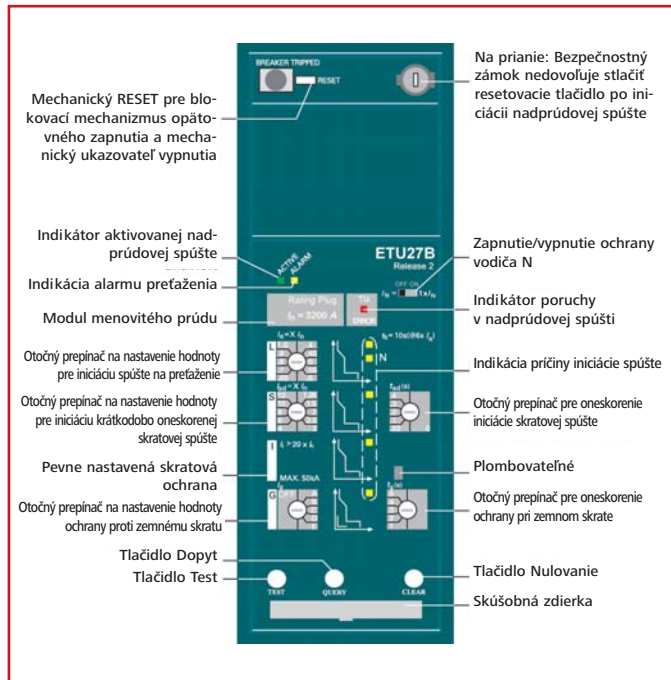 BREAKER TRIPPED
RESET
Mechanický RESET pre blo-
kovací mechanizmus opäto-
vného zapnutia a mecha-
nický ukazovateľ vypnutia
Na prianie: Bezpečnostný
zámok nedovoľuje stlačiť
resetovacie tlačidlo po ini-
ciácii nadprúdovej spúšte
Indikátor aktivovanej nad-
prúdovej spúšte
Indikácia alarmu preťaženia
Modul menovitého prúdu
ACTIVE
ALARM
ETU27B
Release 2
OFF ON
Rating Plug
In = 3200 A
T.U.
ERROR
Zapnutie/vypnutie ochrany
vodiča N
Indikátor poruchy
v nadprúdovej spúšti
Otočný prepínač na nastavenie hodnoty
pre iniciáciu spúšte na preťaženie
L
N
Indikácia príčiny iniciácie spúšte
Otočný prepínač na nastavenie hodnoty
pre iniciáciu krátkodobo oneskorenej
skratovej spúšte
S
tsd(s)
Otočný prepínač pre oneskorenie
iniciácie skratovej spúšte
Pevne nastavená skratová
ochrana
I
MAX. 50kA
Plombovateľné
Otočný prepínač na nastavenie hodnoty
ochrany proti zemnému skratu
G
Otočný prepínač pre oneskorenie
ochrany pri zemnom skrate
Tlačidlo Dopyt
Tlačidlo Test
TEST
QUERY
CLEAR
Tlačidlo Nulovanie
Skúšobná zdierka